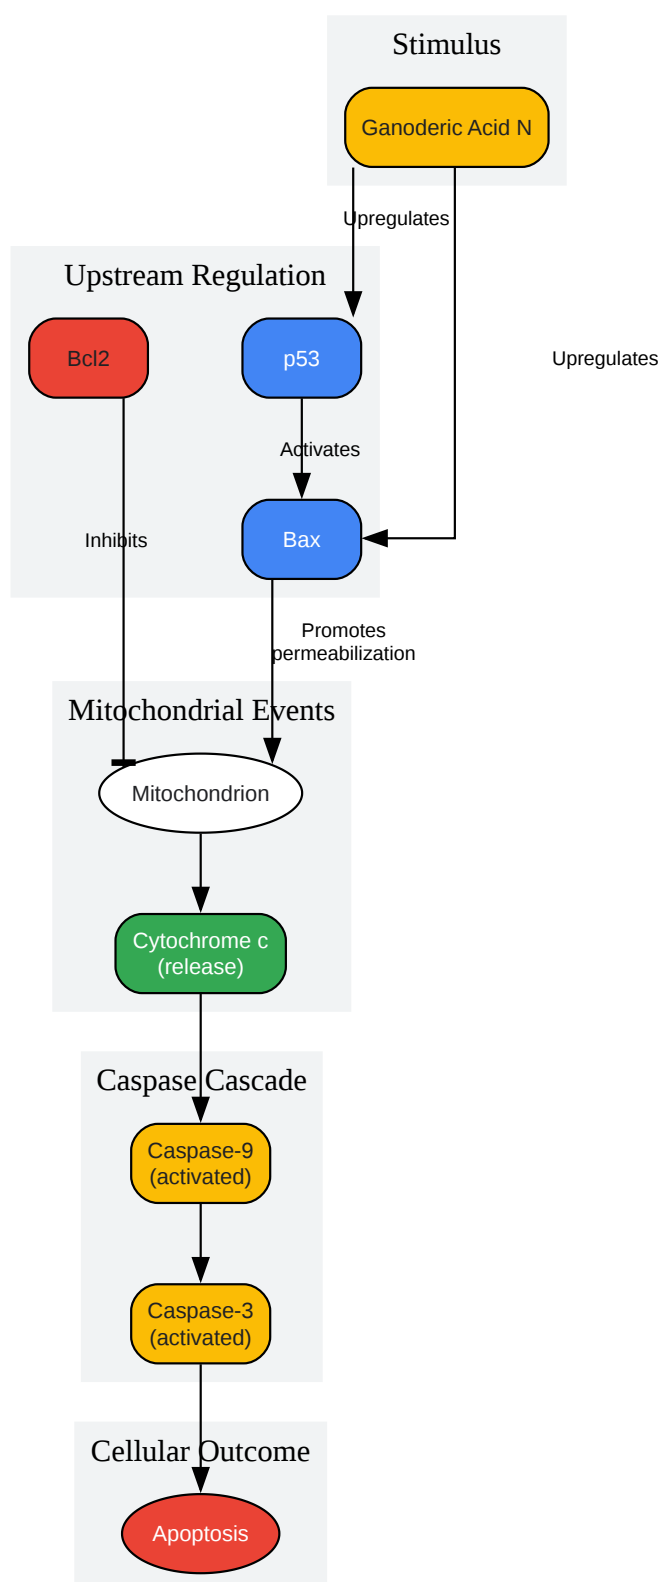 Stimulus
Ganoderic Acid N
Upregulates
Upstream Regulation
Bcl2
p53
Upregulates
Activates
Inhibits
Bax
Promotes
permeabilization
Mitochondrial Events
Mitochondrion
Cytochrome c
(release)
Caspase Cascade
Caspase-9
(activated)
Caspase-3
(activated)
Cellular Outcome
Apoptosis